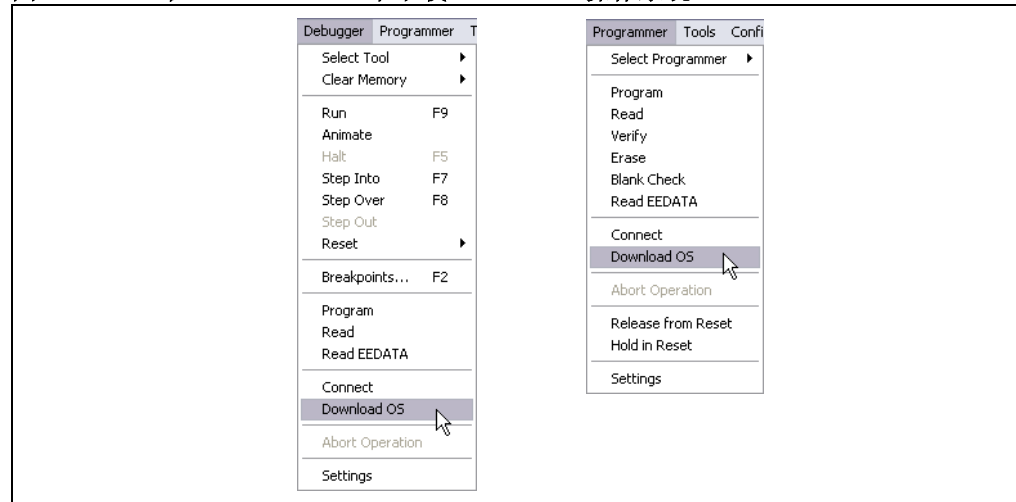 Debugger Programmer T
Select Tool
Clear Memory
Run F9
Animate
Halt F5
Step Into F7
Step Over F8
Step Out
Reset
Breakpoints... F2
Program
Read
Read EEDATA
Connect
Download OS
Abort Operation
Settings
Programmer Tools Confi
Select Programmer
Program
Read
Verify
Erase
Blank Check
Read EEDATA
Connect
Download OS
Abort Operation
Release from Reset
Hold in Reset
Settings